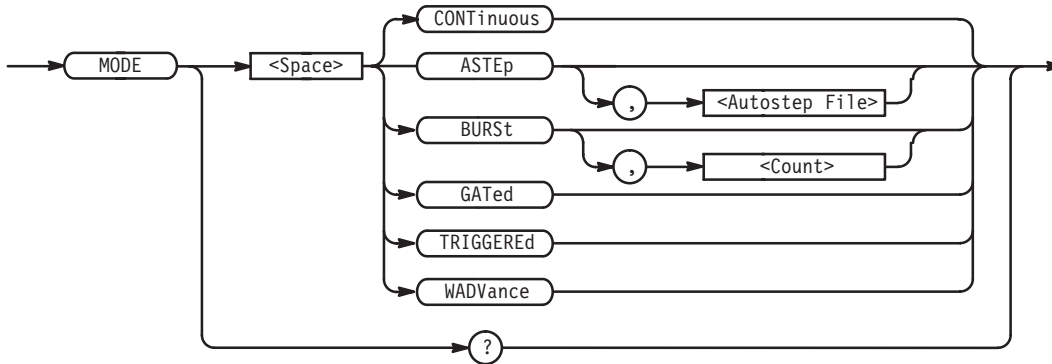 CONTinuous
MODE <Space> ASTEp
, <Autostep File>
BURSt
, <Count>
GATed
TRIGGEREd
WADVance
?